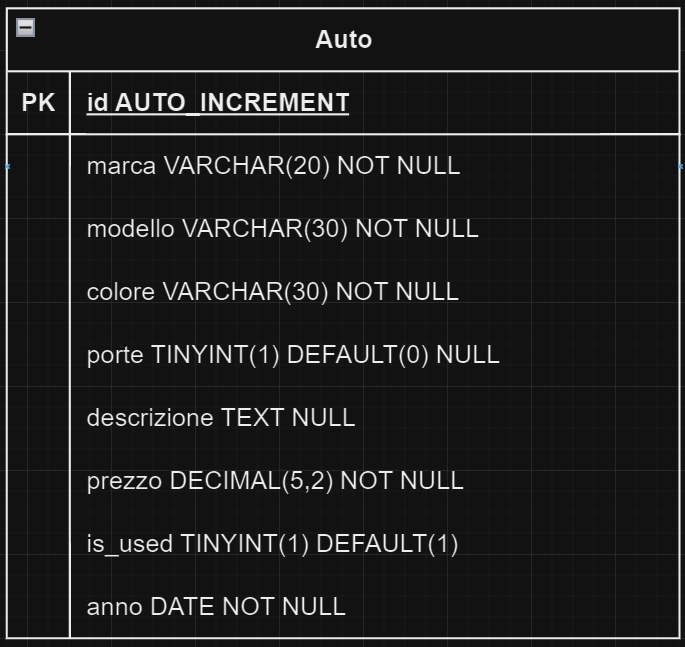 Auto
PK id AUTO_INCREMENT
marca VARCHAR(20) NOT NULL
modello VARCHAR(30) NOT NULL
colore VARCHAR(30) NOT NULL
porte TINYINT(1) DEFAULT(0) NULL
descrizione TEXT NULL
prezzo DECIMAL(5,2) NOT NULL
is_used TINYINT(1) DEFAULT(1)
anno DATE NOT NULL